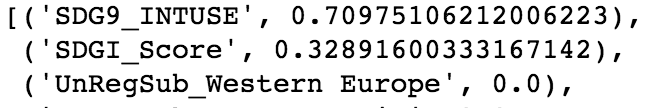 [('SDG9_INTUSE', 0.70975106212006223),
('SDGI_Score', 0.32891600333167142),
('UnRegSub_Western Europe', 0.0),